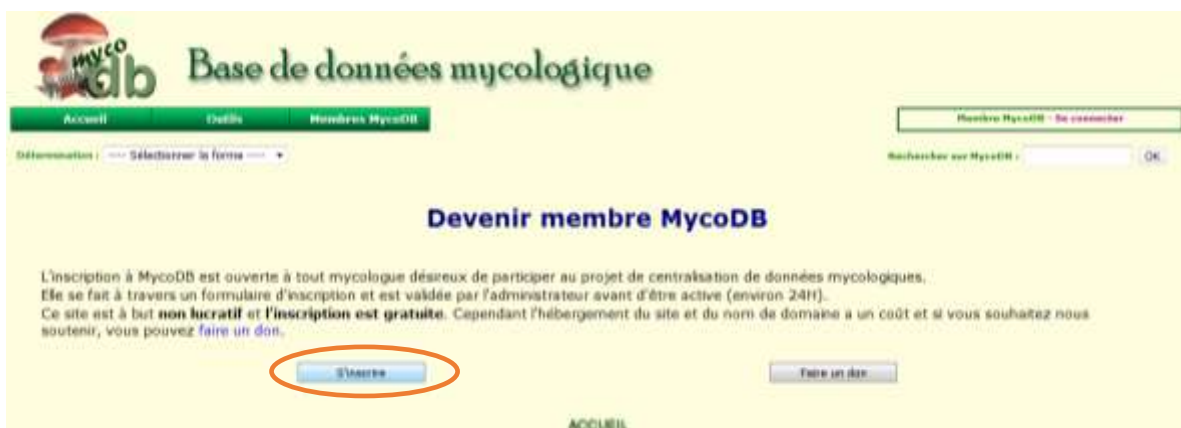 myco
db
Base de données mycologique
Accueil Outils Membres MycoDB
Membre MycoDB - Se connecter
Détermination : ---- Sélectionner la forme ----
Rechercher sur MycoDB : OK
Devenir membre MycoDB
L'inscription à MycoDB est ouverte à tout mycologue désireux de participer au projet de centralisation de données mycologiques.
Elle se fait à travers un formulaire d'inscription et est validée par l'administrateur avant d'être active (environ 24H).
Ce site est à but non lucratif et l'inscription est gratuite. Cependant l'hébergement du site et du nom de domaine a un coût et si vous souhaitez nous
soutenir, vous pouvez faire un don.
S'inscrire Faire un don
ACCUEIL